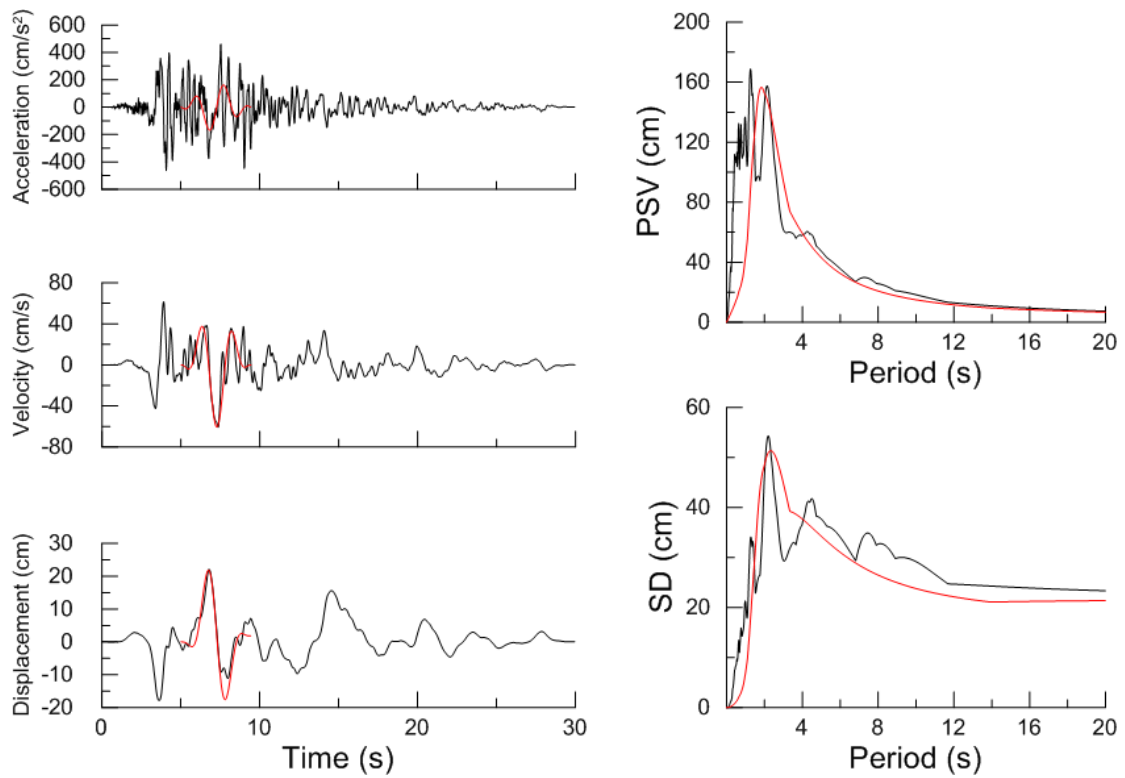 Acceleration (cm/s²)
600
400
200
0
-200
-400
-600
Velocity (cm/s)
80
40
0
-40
-80
Displacement (cm)
30
20
10
0
-10
-20
0 10 20 30
Time (s)
PSV (cm)
200
160
120
80
40
0
4 8 12 16 20
Period (s)
SD (cm)
60
40
20
0
4 8 12 16 20
Period (s)